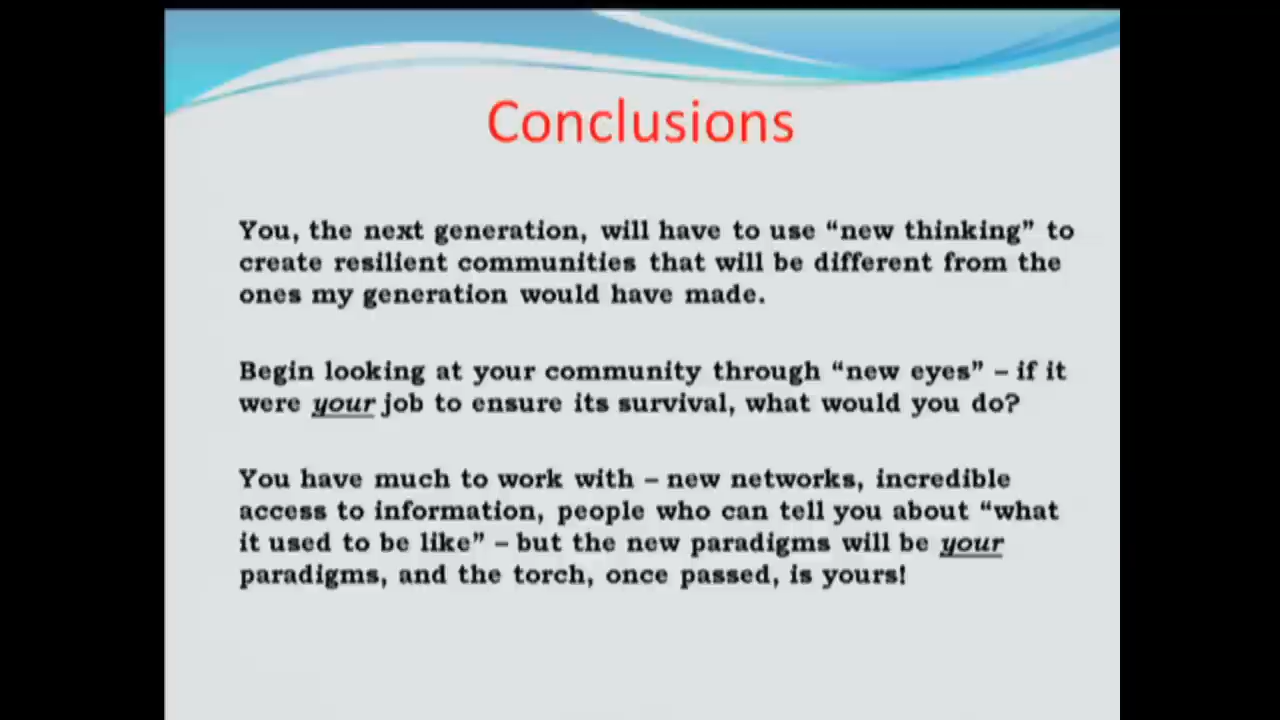 Conclusions
You, the next generation, will have to use “new thinking” to
create resilient communities that will be different from the
ones my generation would have made.
Begin looking at your community through “new eyes” – if it
were your job to ensure its survival, what would you do?
You have much to work with – new networks, incredible
access to information, people who can tell you about “what
it used to be like” – but the new paradigms will be your
paradigms, and the torch, once passed, is yours!